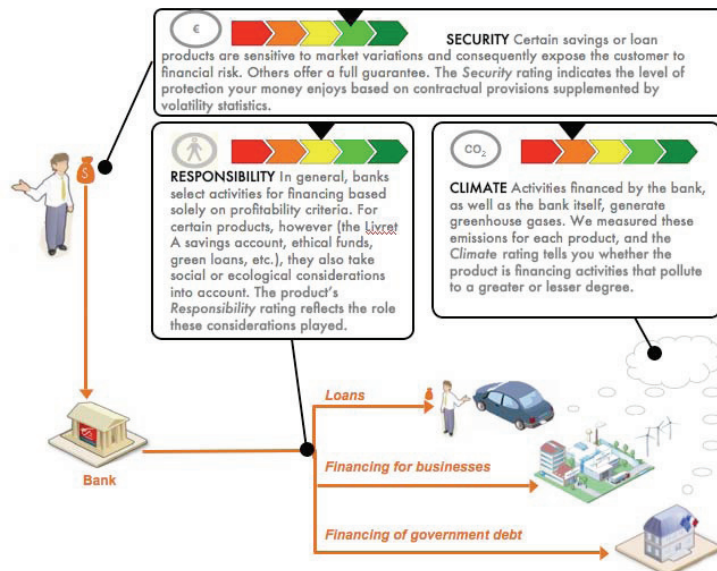 €
SECURITY Certain savings or loan
products are sensitive to market variations and consequently expose the customer to
financial risk. Others offer a full guarantee. The Security rating indicates the level of
protection your money enjoys based on contractual provisions supplemented by
volatility statistics.
RESPONSIBILITY In general, banks
select activities for financing based
solely on profitability criteria. For
certain products, however (the Livret
A savings account, ethical funds,
green loans, etc.), they also take
social or ecological considerations
into account. The product's
Responsibility rating reflects the role
these considerations played.
CO2
CLIMATE Activities financed by the bank,
as well as the bank itself, generate
greenhouse gases. We measured these
emissions for each product, and the
Climate rating tells you whether the
product is financing activities that pollute
to a greater or lesser degree.
$
Loans
Bank
Financing for businesses
Financing of government debt